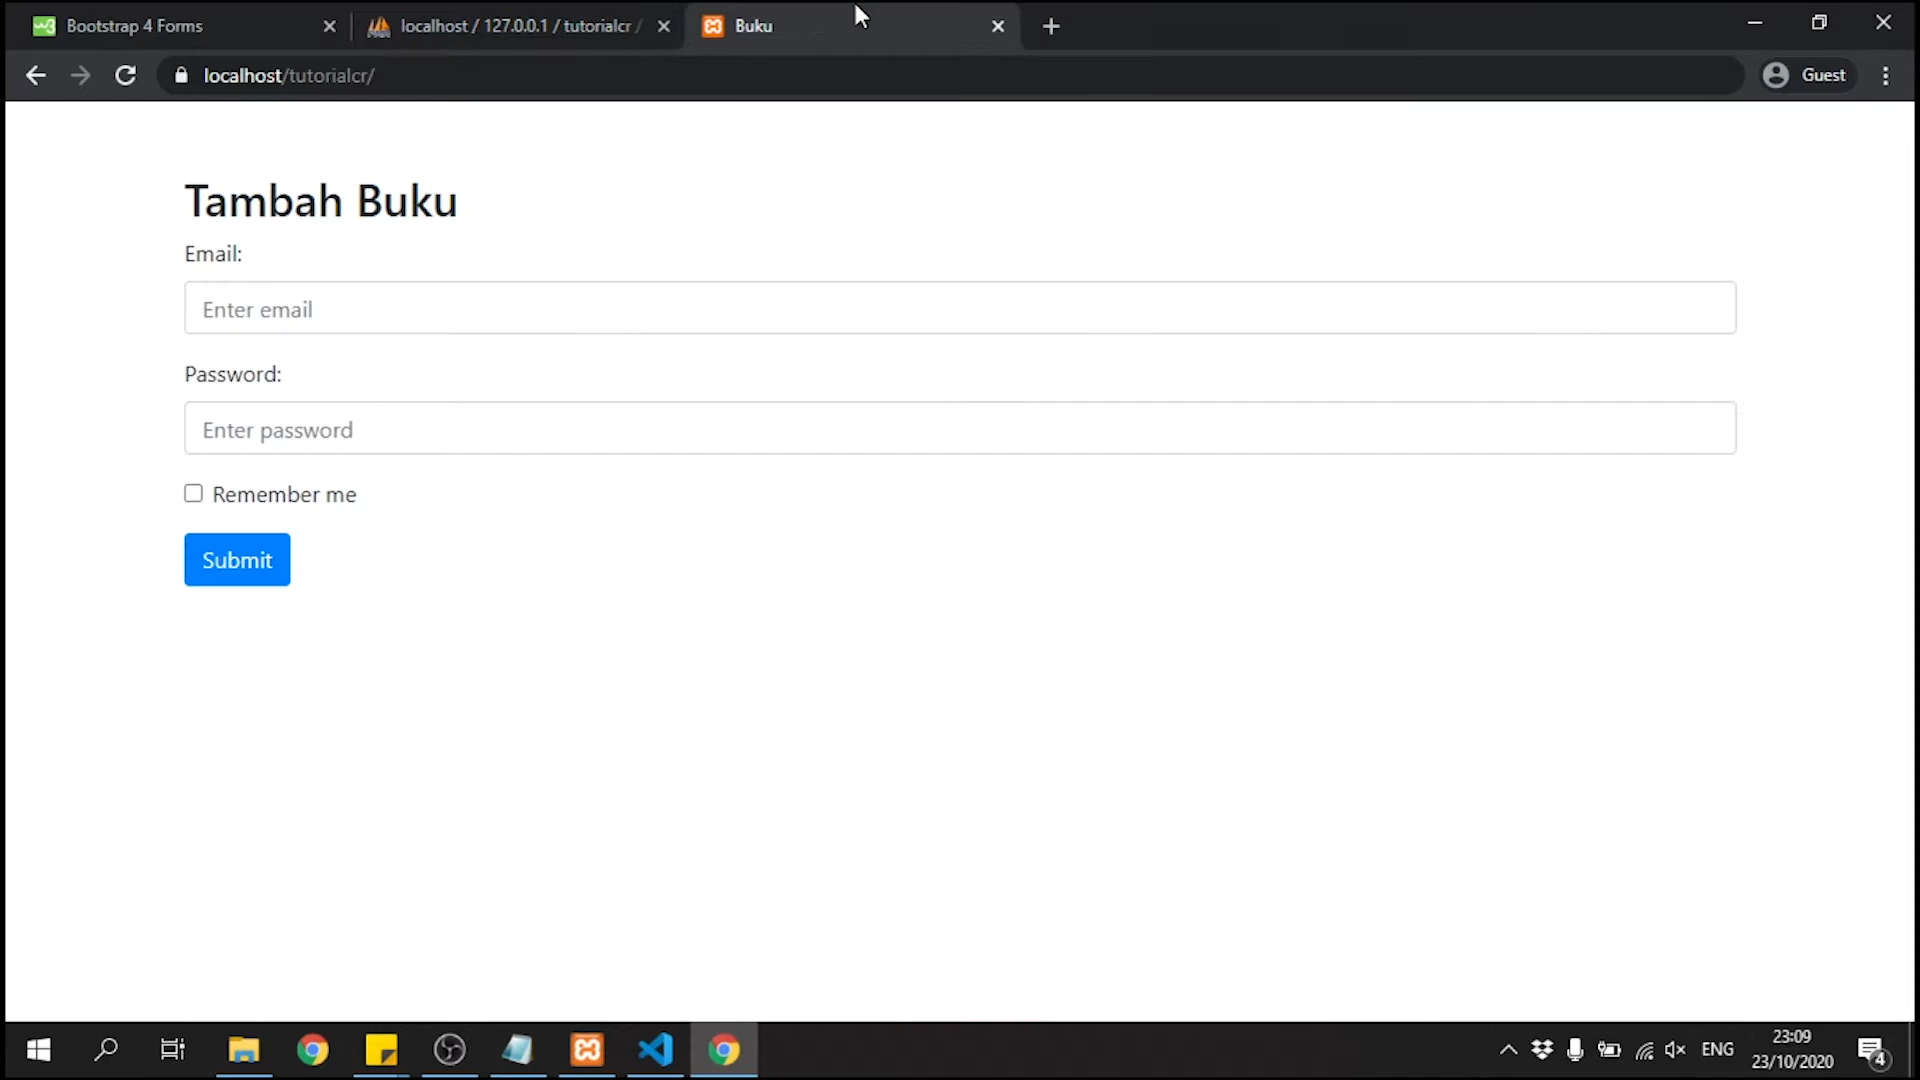 Bootstrap 4 Forms
localhost / 127.0.0.1 / tutorialcr /
Buku
localhost/tutorialcr/
Guest
Tambah Buku
Email:
Enter email
Password:
Enter password
Remember me
Submit
ENG
23:09
23/10/2020
4